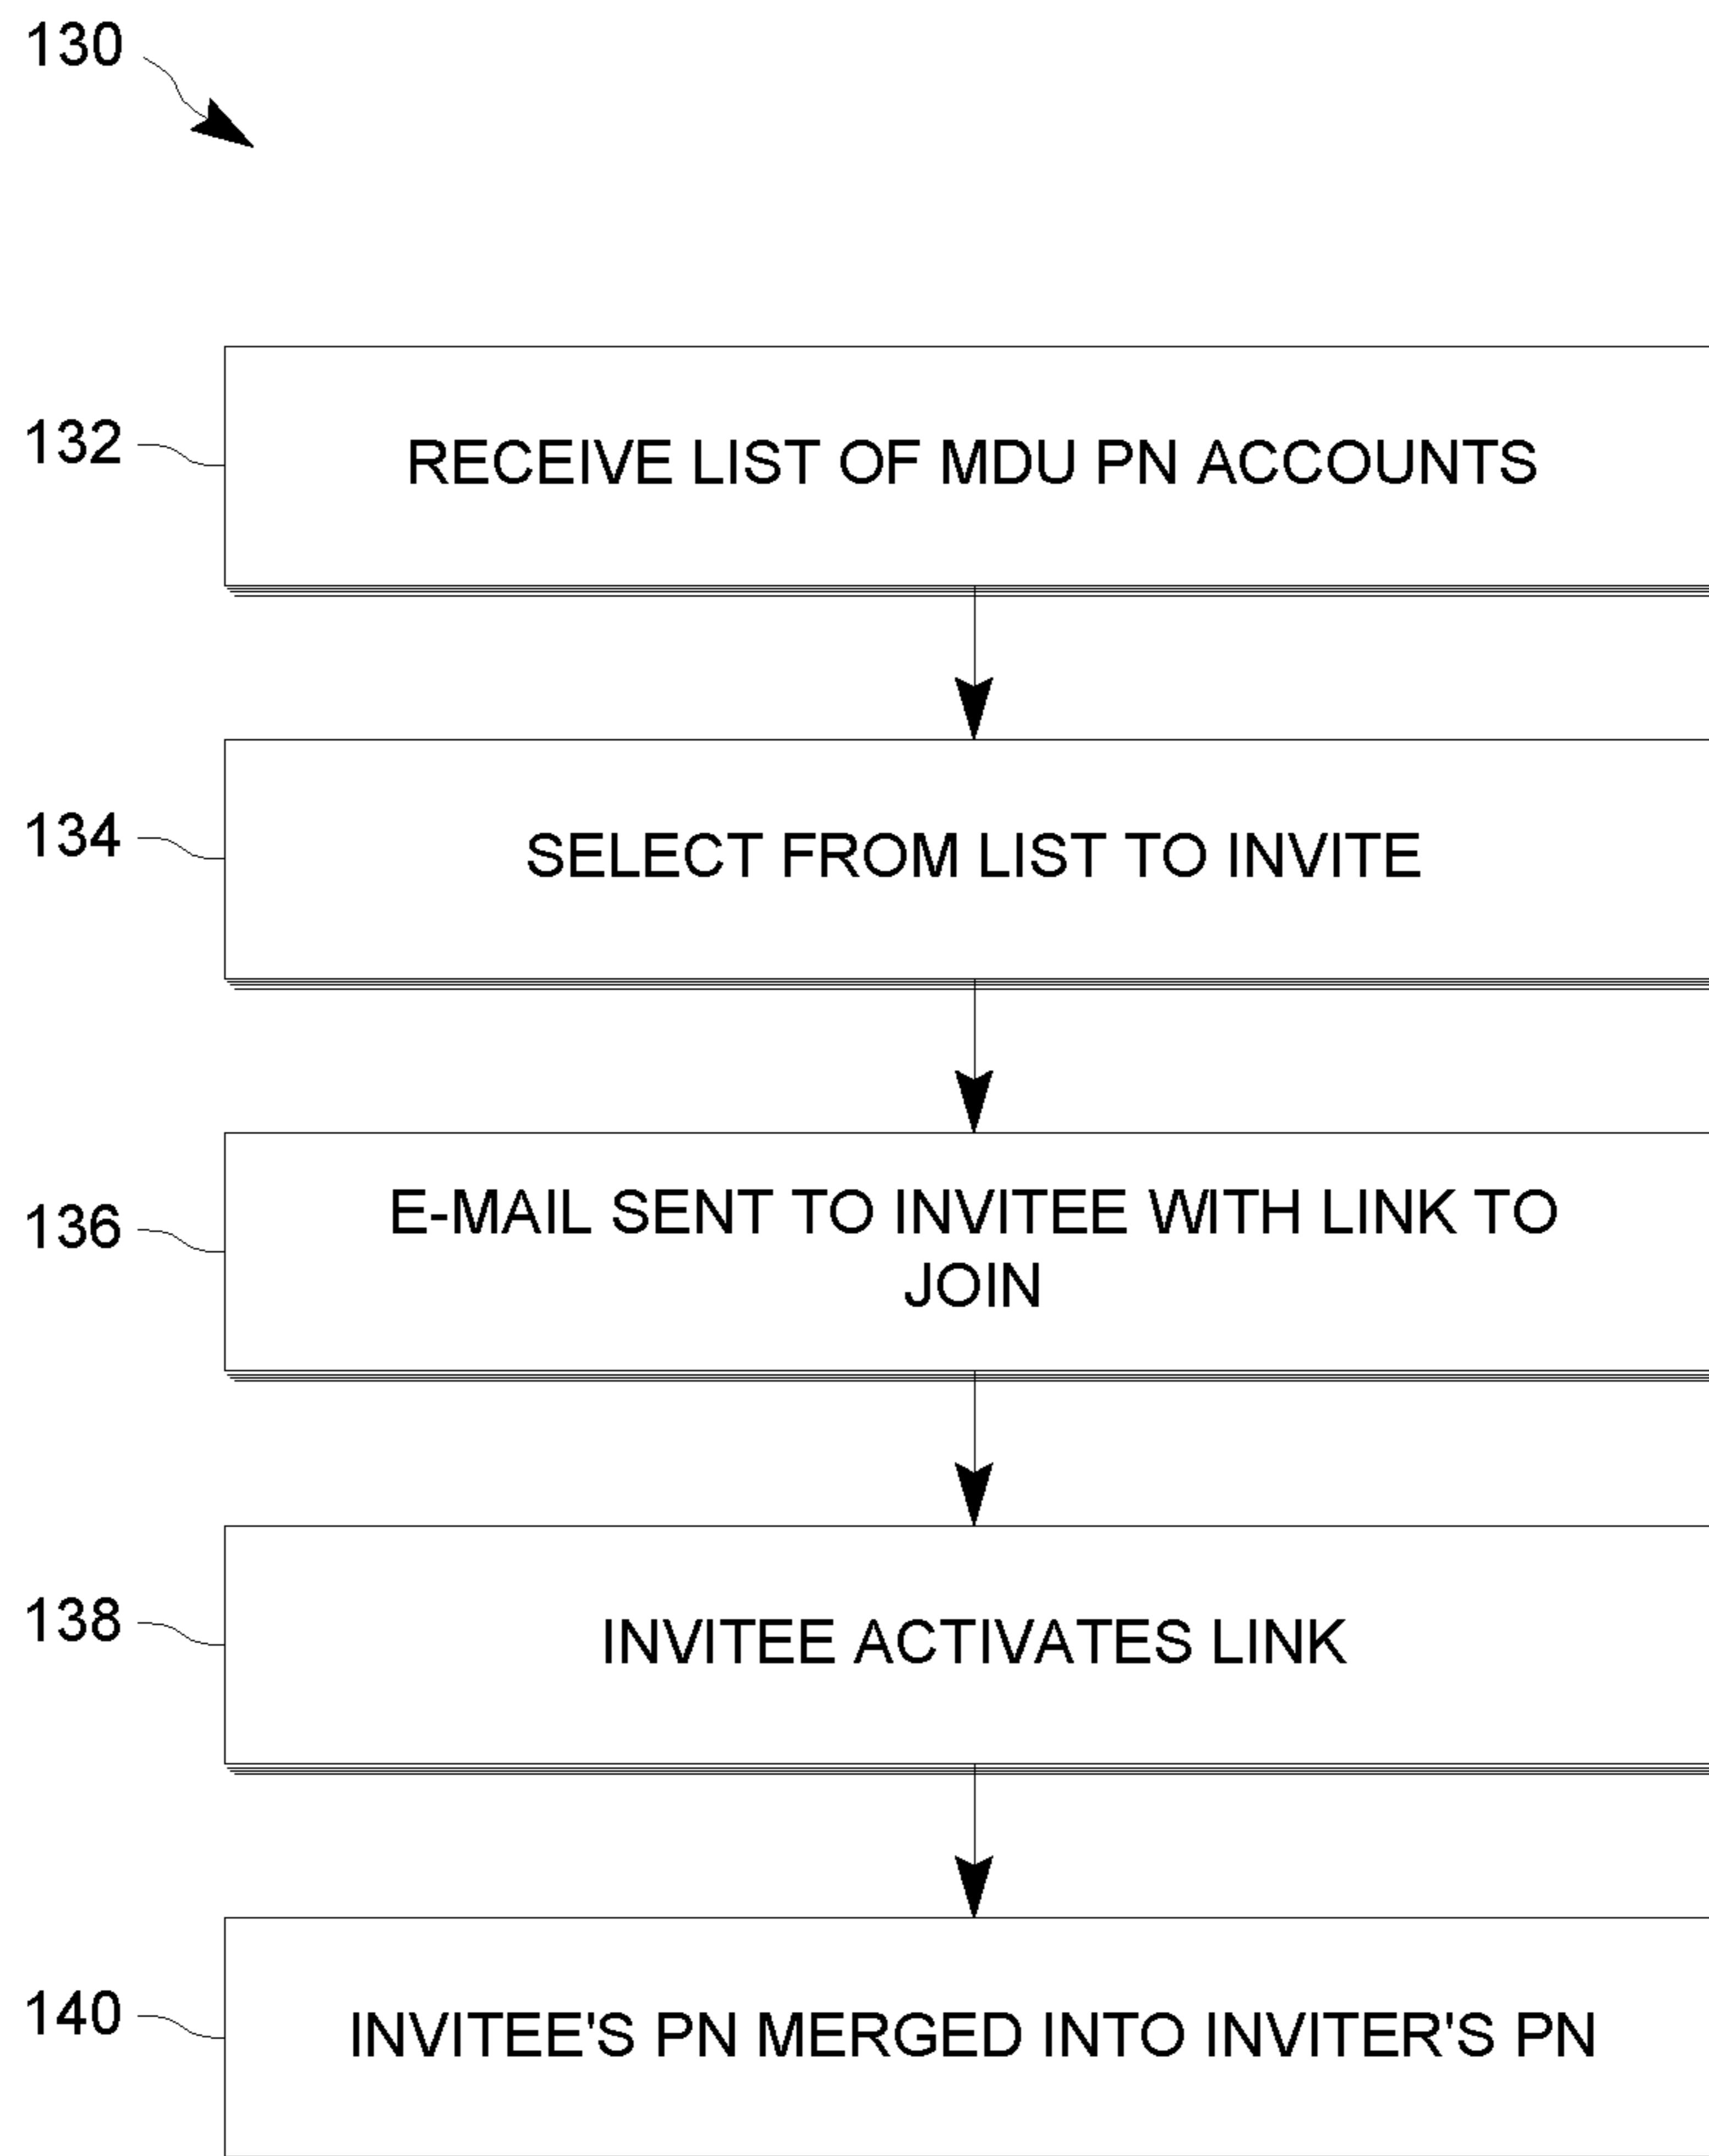 130
132
RECEIVE LIST OF MDU PN ACCOUNTS
134
SELECT FROM LIST TO INVITE
136
E-MAIL SENT TO INVITEE WITH LINK TO
JOIN
138
INVITEE ACTIVATES LINK
140
INVITEE'S PN MERGED INTO INVITER'S PN